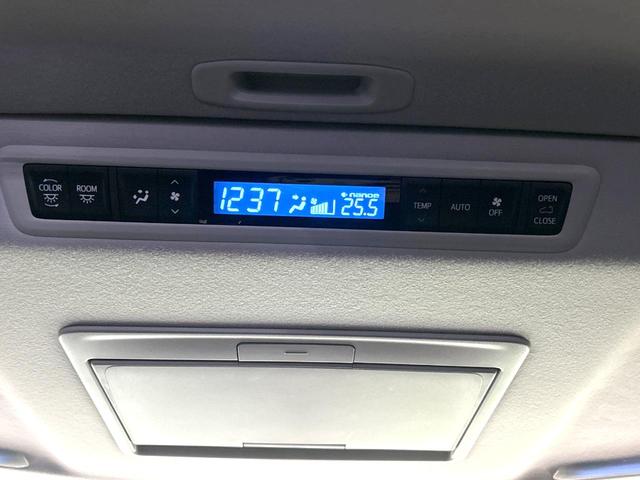 COLOR
ROOM
nanoe
1237
25.5
TEMP
AUTO
OFF
OPEN
CLOSE